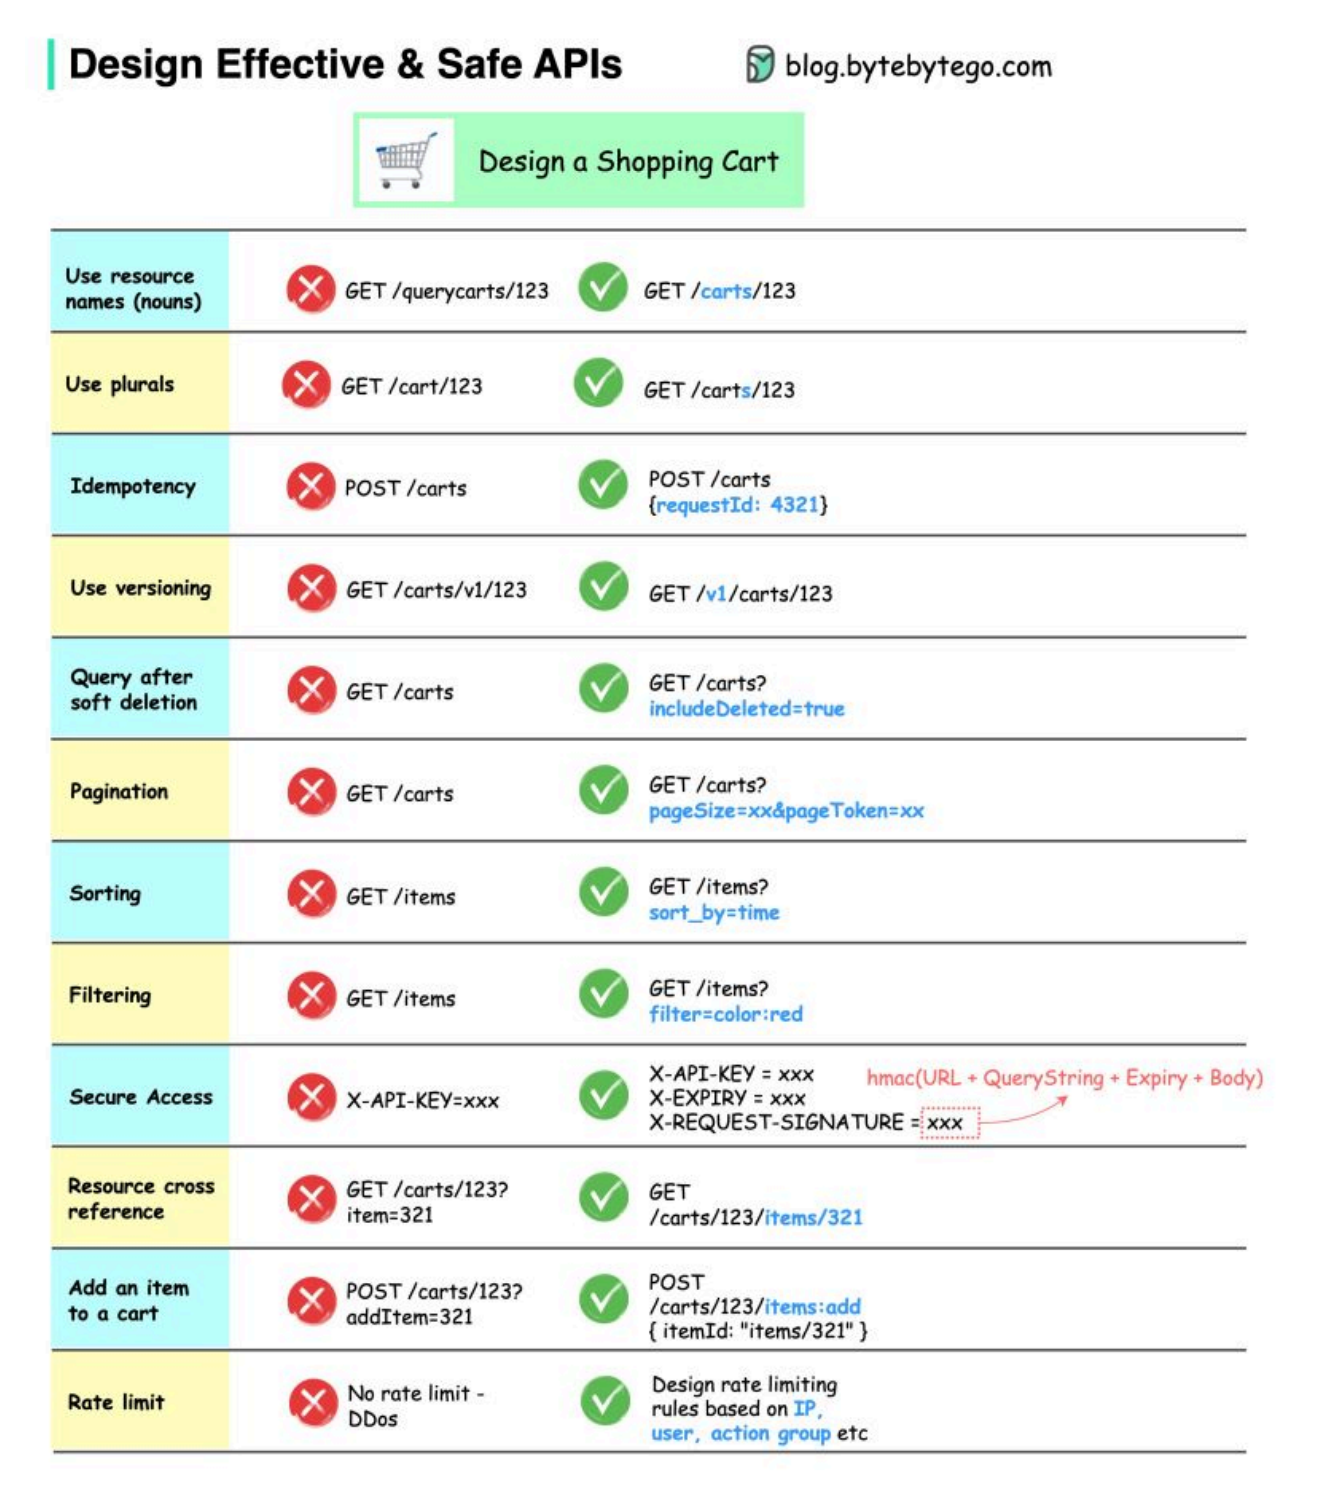 Design Effective & Safe APIs
blog.bytebytego.com
Design a Shopping Cart
Use resource
names (nouns)
GET /querycarts/123
GET /carts/123
Use plurals
GET /cart/123
GET /carts/123
Idempotency
POST /carts
POST /carts
{requestId: 4321}
Use versioning
GET /carts/v1/123
GET /v1/carts/123
Query after
soft deletion
GET /carts
GET /carts?
includeDeleted=true
Pagination
GET /carts
GET /carts?
pageSize=xx&pageToken=xx
Sorting
GET /items
GET /items?
sort_by=time
Filtering
GET /items
GET /items?
filter=color:red
Secure Access
X-API-KEY=xxx
X-API-KEY = xxx
X-EXPIRY = xxx
X-REQUEST-SIGNATURE = xxx
hmac(URL + QueryString + Expiry + Body)
Resource cross
reference
GET /carts/123?
item=321
GET
/carts/123/items/321
Add an item
to a cart
POST /carts/123?
addItem=321
POST
/carts/123/items:add
{ itemId: "items/321" }
Rate limit
No rate limit -
DDos
Design rate limiting
rules based on IP,
user, action group etc